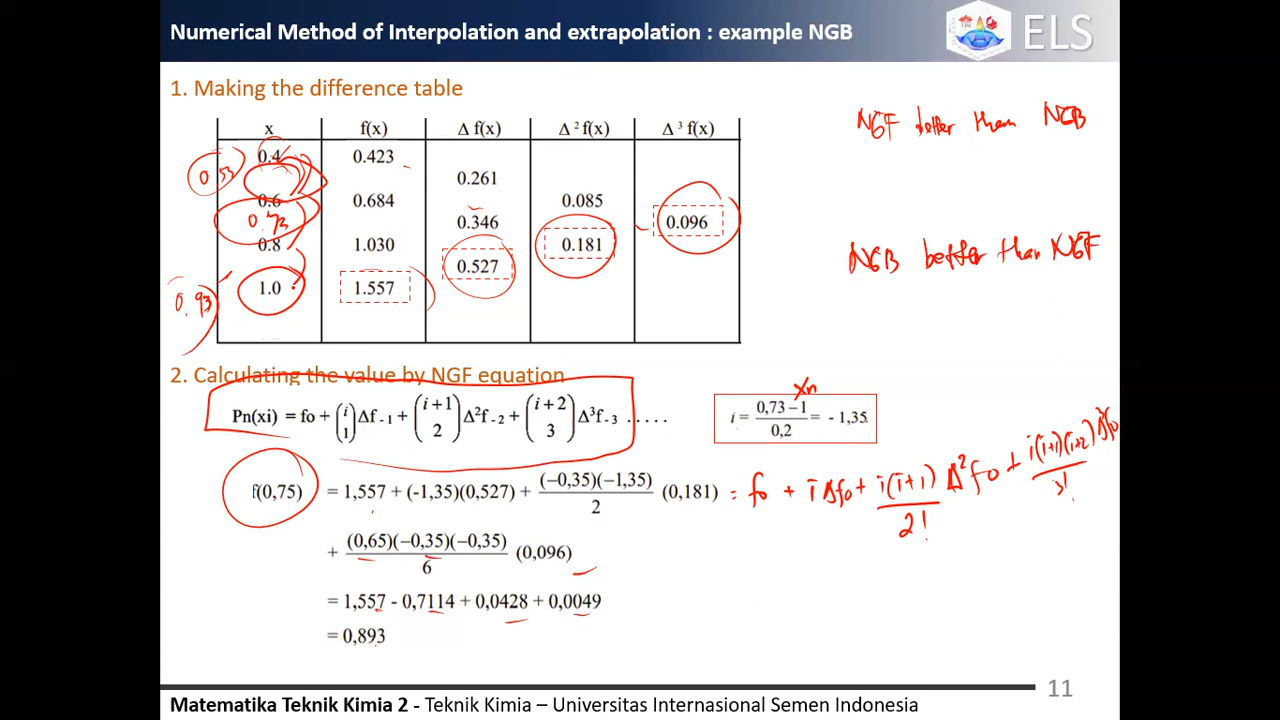 Numerical Method of Interpolation and extrapolation : example NGB
ELS
1. Making the difference table
x f(x) Δ f(x) Δ² f(x) Δ³ f(x)
0.4 0.423
0.53
0.261
0.6 0.684 0.085
0.73 0.346 0.096
0.8 1.030 0.181
0.527
1.0 1.557
0.93
NGF better than NGB
NGB better than NGF
2. Calculating the value by NGF equation
Pn(xi) = fo + (i 1) Δf-1 + (i+1 2) Δ²f-2 + (i+2 3) Δ³f-3 . . . . .
Xn
i = (0,73 – 1)/0,2 = - 1,35
f(0,75) = 1,557 + (-1,35)(0,527) + (−0,35)(−1,35)/2 (0,181)
= f0 + i Δf0 + i(i+1)/2! Δ²f0 + i(i+1)(i+2)/3! Δ³f0
+ (0,65)(−0,35)(−0,35)/6 (0,096)
= 1,557 - 0,7114 + 0,0428 + 0,0049
= 0,893
11
Matematika Teknik Kimia 2 - Teknik Kimia – Universitas Internasional Semen Indonesia